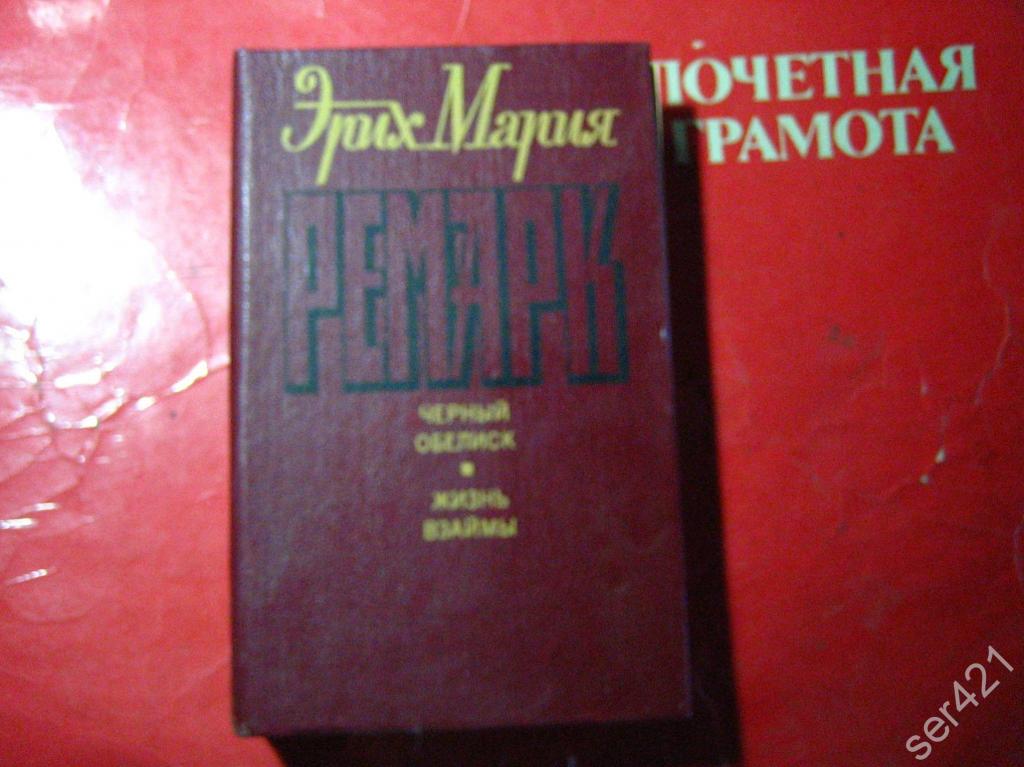 Эрих Мария
РЕМАРК
ЧЕРНЫЙ
ОБЕЛИСК
ЖИЗНЬ
ВЗАЙМЫ
ПОЧЕТНАЯ
ГРАМОТА
ser421